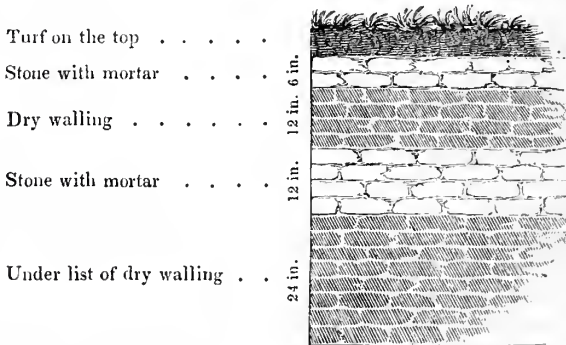 Turf on the top . . . . .
Stone with mortar . . . . 6 in.
Dry walling . . . . . . 12 in.
Stone with mortar . . . . 12 in.
Under list of dry walling . . 24 in.